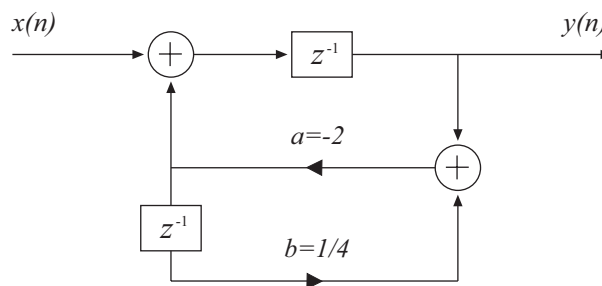 x(n)
y(n)
+
z⁻¹
a=-2
+
z⁻¹
b=1/4